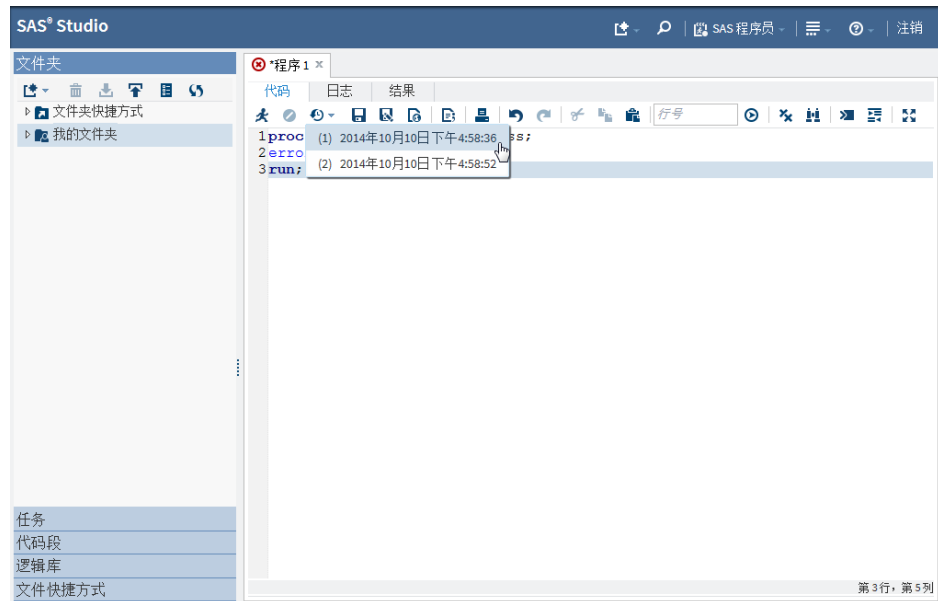 SAS® Studio
SAS 程序员
注销
文件夹
文件夹快捷方式
我的文件夹
任务
代码段
逻辑库
文件快捷方式
*程序 1 ×
代码 日志 结果
行号
1 proc ss;
(1) 2014年10月10日下午4:58:36
2 erro
(2) 2014年10月10日下午4:58:52
3 run;
第 3行，第 5列